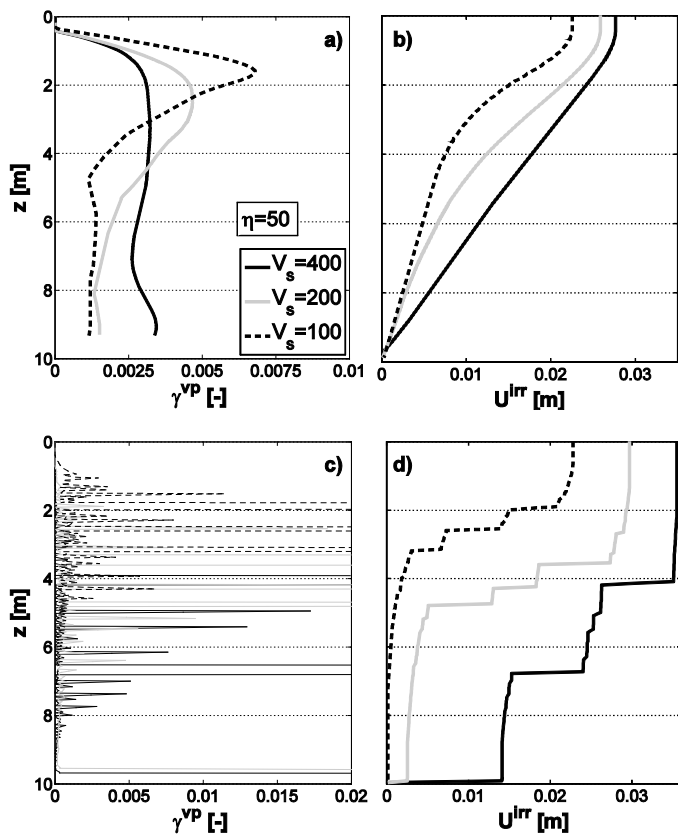 a)
0
2
4
6
8
10
z [m]
η=50
V_s=400
V_s=200
V_s=100
0 0.0025 0.005 0.0075 0.01
γ^vp [-]
b)
0 0.01 0.02 0.03
U^irr [m]
c)
0
2
4
6
8
10
z [m]
0 0.005 0.01 0.015 0.02
γ^vp [-]
d)
0 0.01 0.02 0.03
U^irr [m]